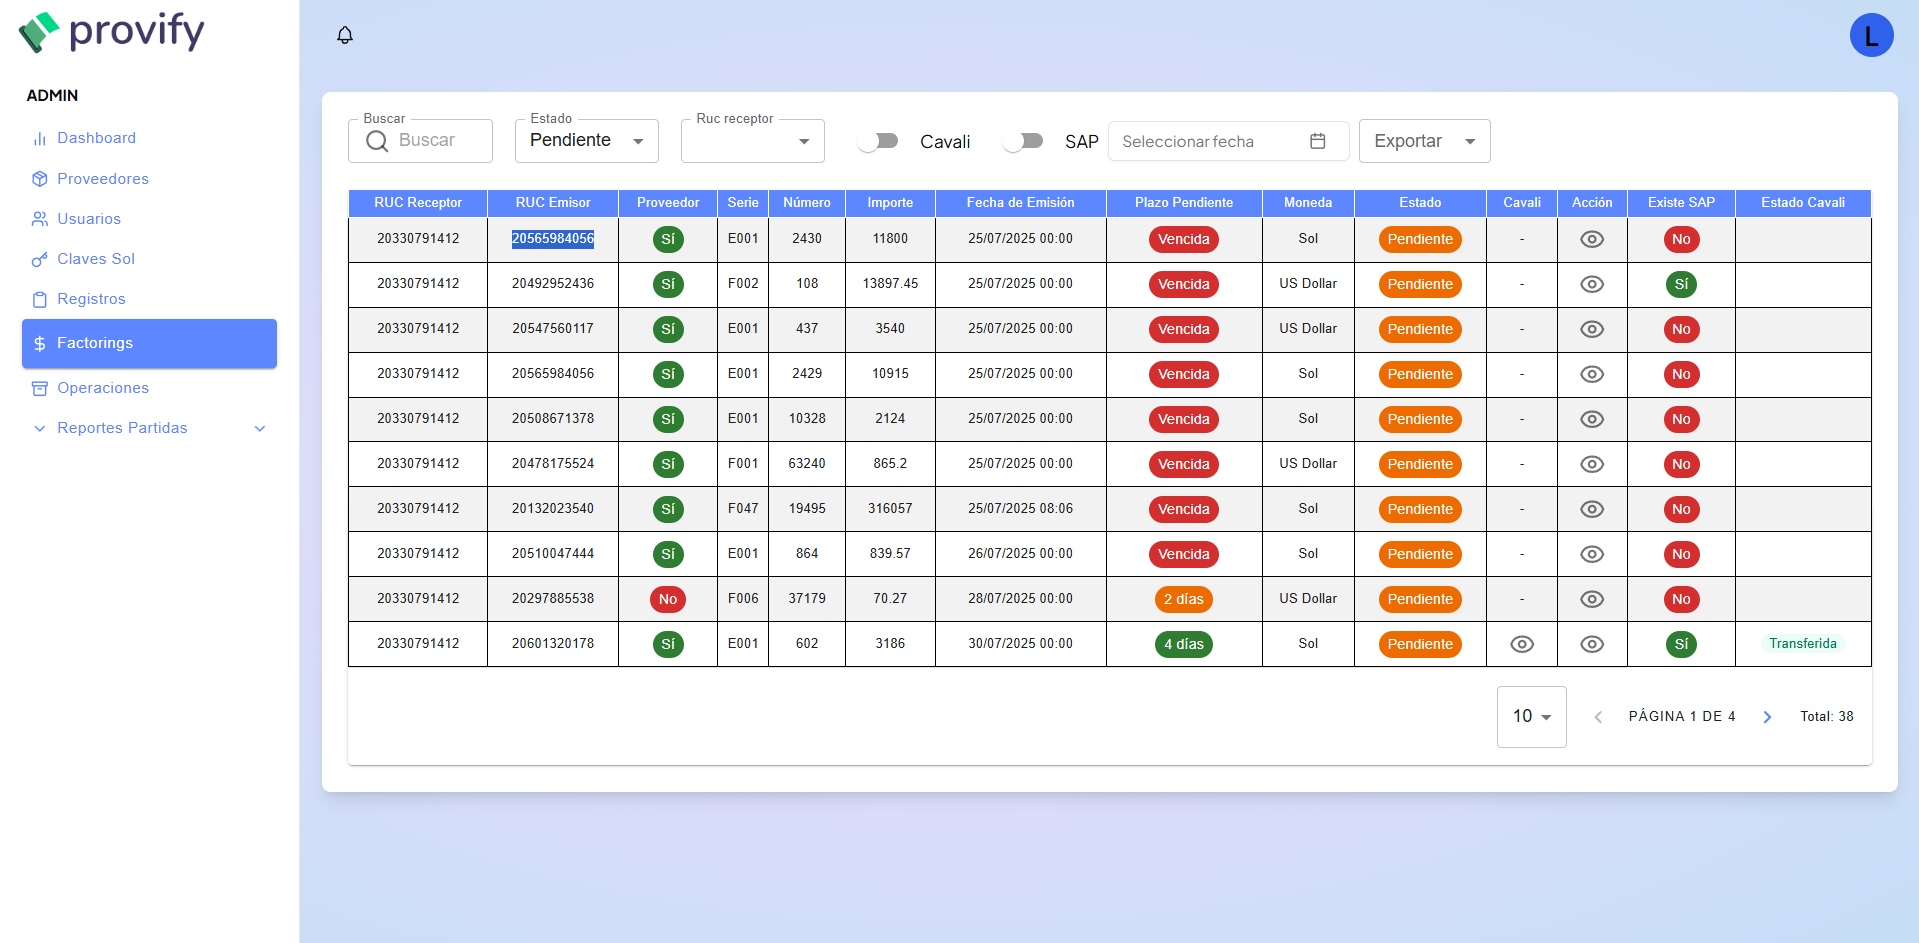 provify
L
ADMIN
Dashboard
Proveedores
Usuarios
Claves Sol
Registros
Factorings
Operaciones
Reportes Partidas
Buscar
Buscar
Estado
Pendiente
Ruc receptor
Cavali
SAP
Seleccionar fecha
Exportar
RUC Receptor RUC Emisor Proveedor Serie Número Importe Fecha de Emisión Plazo Pendiente Moneda Estado Cavali Acción Existe SAP Estado Cavali
20330791412 20565984056 Sí E001 2430 11800 25/07/2025 00:00 Vencida Sol Pendiente - No
20330791412 20492952436 Sí F002 108 13897.45 25/07/2025 00:00 Vencida US Dollar Pendiente - Sí
20330791412 20547560117 Sí E001 437 3540 25/07/2025 00:00 Vencida US Dollar Pendiente - No
20330791412 20565984056 Sí E001 2429 10915 25/07/2025 00:00 Vencida Sol Pendiente - No
20330791412 20508671378 Sí E001 10328 2124 25/07/2025 00:00 Vencida Sol Pendiente - No
20330791412 20478175524 Sí F001 63240 865.2 25/07/2025 00:00 Vencida US Dollar Pendiente - No
20330791412 20132023540 Sí F047 19495 316057 25/07/2025 08:06 Vencida Sol Pendiente - No
20330791412 20510047444 Sí E001 864 839.57 26/07/2025 00:00 Vencida Sol Pendiente - No
20330791412 20297885538 No F006 37179 70.27 28/07/2025 00:00 2 días US Dollar Pendiente - No
20330791412 20601320178 Sí E001 602 3186 30/07/2025 00:00 4 días Sol Pendiente Sí Transferida
10 PÁGINA 1 DE 4 Total: 38